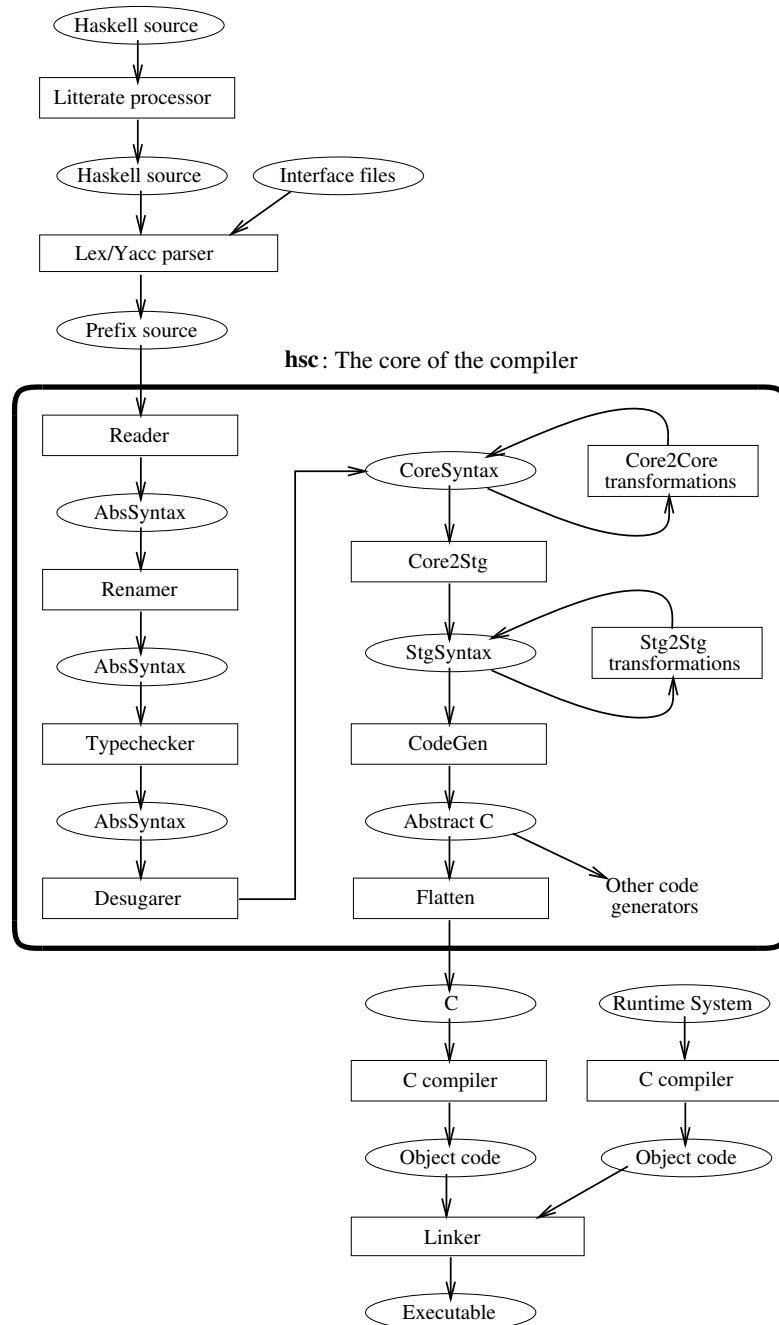 Haskell source
Litterate processor
Haskell source
Interface files
Lex/Yacc parser
Prefix source
hsc: The core of the compiler
Reader
AbsSyntax
Renamer
AbsSyntax
Typechecker
AbsSyntax
Desugarer
CoreSyntax
Core2Core
transformations
Core2Stg
StgSyntax
Stg2Stg
transformations
CodeGen
Abstract C
Flatten
Other code
generators
C
Runtime System
C compiler
C compiler
Object code
Object code
Linker
Executable